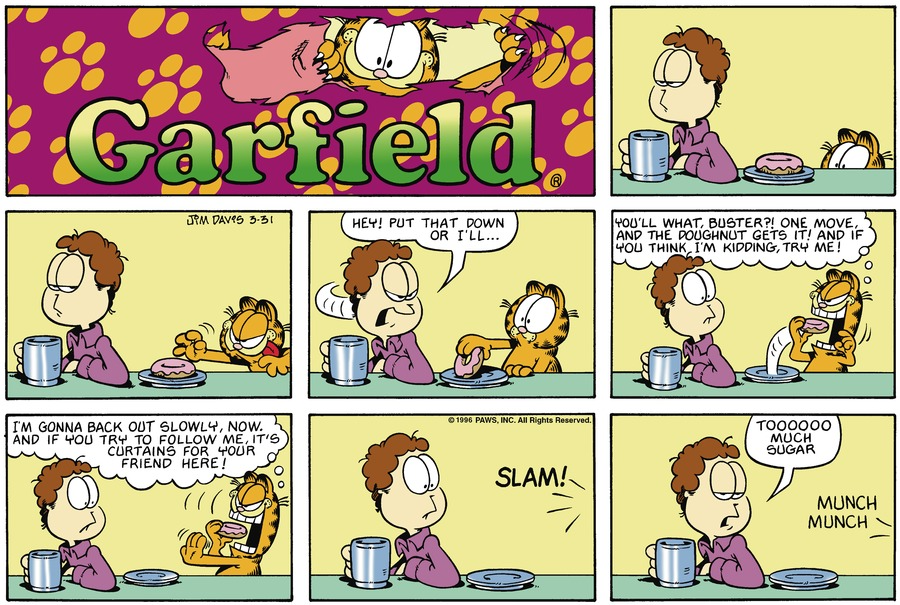 Garfield
®
JIM DAVIS 3-31
HEY! PUT THAT DOWN
OR I'LL...
YOU'LL WHAT, BUSTER?! ONE MOVE,
AND THE DOUGHNUT GETS IT! AND IF
YOU THINK I'M KIDDING, TRY ME!
I'M GONNA BACK OUT SLOWLY, NOW.
AND IF YOU TRY TO FOLLOW ME, IT'S
CURTAINS FOR YOUR
FRIEND HERE!
© 1996 PAWS, INC. All Rights Reserved.
SLAM!
TOOOOOO
MUCH
SUGAR
MUNCH
MUNCH